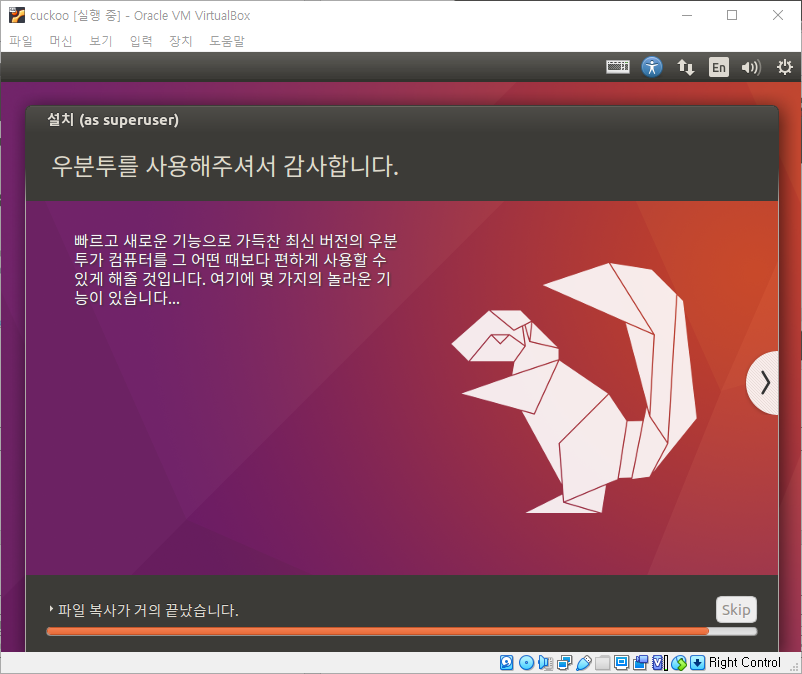 cuckoo [실행 중] - Oracle VM VirtualBox
파일 머신 보기 입력 장치 도움말
En
설치 (as superuser)
우분투를 사용해주셔서 감사합니다.
빠르고 새로운 기능으로 가득찬 최신 버전의 우분
투가 컴퓨터를 그 어떤 때보다 편하게 사용할 수
있게 해줄 것입니다. 여기에 몇 가지의 놀라운 기
능이 있습니다...
파일 복사가 거의 끝났습니다.
Skip
Right Control